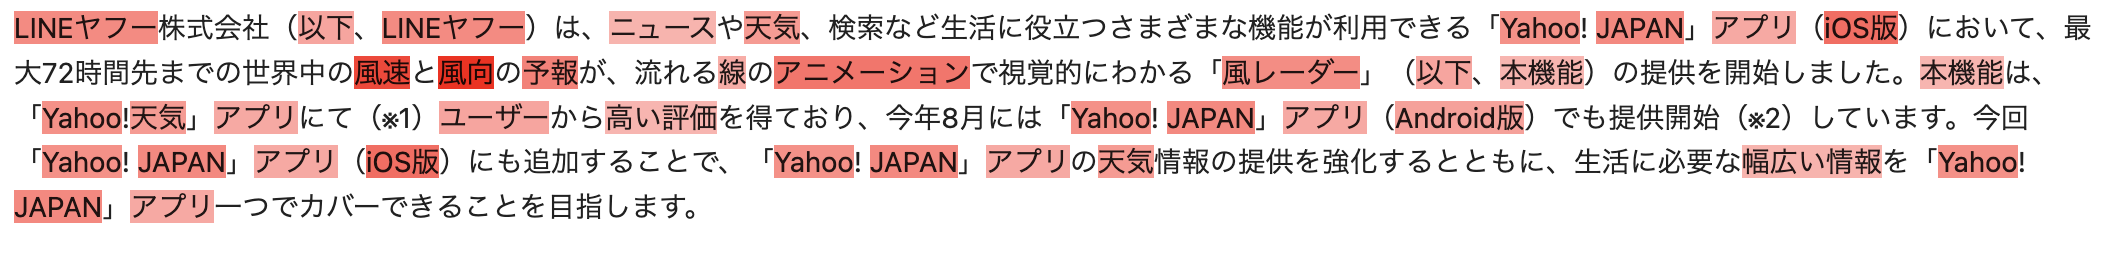 LINEヤフー株式会社（以下、LINEヤフー）は、ニュースや天気、検索など生活に役立つさまざまな機能が利用できる「Yahoo! JAPAN」アプリ（iOS版）において、最
大72時間先までの世界中の風速と風向の予報が、流れる線のアニメーションで視覚的にわかる「風レーダー」（以下、本機能）の提供を開始しました。本機能は、
「Yahoo!天気」アプリにて（※1）ユーザーから高い評価を得ており、今年8月には「Yahoo! JAPAN」アプリ（Android版）でも提供開始（※2）しています。今回
「Yahoo! JAPAN」アプリ（iOS版）にも追加することで、「Yahoo! JAPAN」アプリの天気情報の提供を強化するとともに、生活に必要な幅広い情報を「Yahoo!
JAPAN」アプリ一つでカバーできることを目指します。